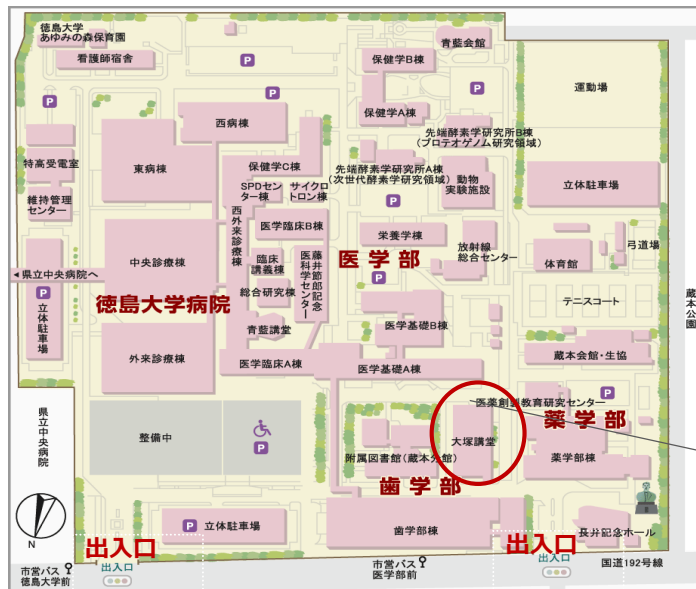 徳島大学
あゆみの森保育園
看護師宿舎
青藍会館
保健学B棟
P
P
P
P
運動場
保健学A棟
西病棟
先端酵素学研究所B棟
(プロテオゲノム研究領域)
特高受電室
東病棟
保健学C棟
先端酵素学研究所A棟
(次世代酵素学研究領域)
動物
実験施設
立体駐車場
維持管理
センター
SPDセン
ター棟
サイクロ
トロン棟
P
西外来診療棟
医学臨床B棟
栄養学棟
放射線
総合センター
弓道場
体育館
◀県立中央病院へ
中央診療棟
臨床
講義棟
藤井節郎記念
医科学センター
医学部
P
立体駐車場
徳島大学病院
総合研究棟
P
P
テニスコート
蔵本公園
青藍講堂
医学基礎B棟
外来診療棟
医学臨床A棟
医学基礎A棟
蔵本会館・生協
県立中央病院
整備中
P
医薬創製教育研究センター
P
薬学部
大塚講堂
附属図書館(蔵本分館)
薬学部棟
歯学部
N
P
立体駐車場
歯学部棟
長井記念ホール
出入口
出入口
出入口
出入口
市営バス
徳島大学前
市営バス
医学部前
国道192号線